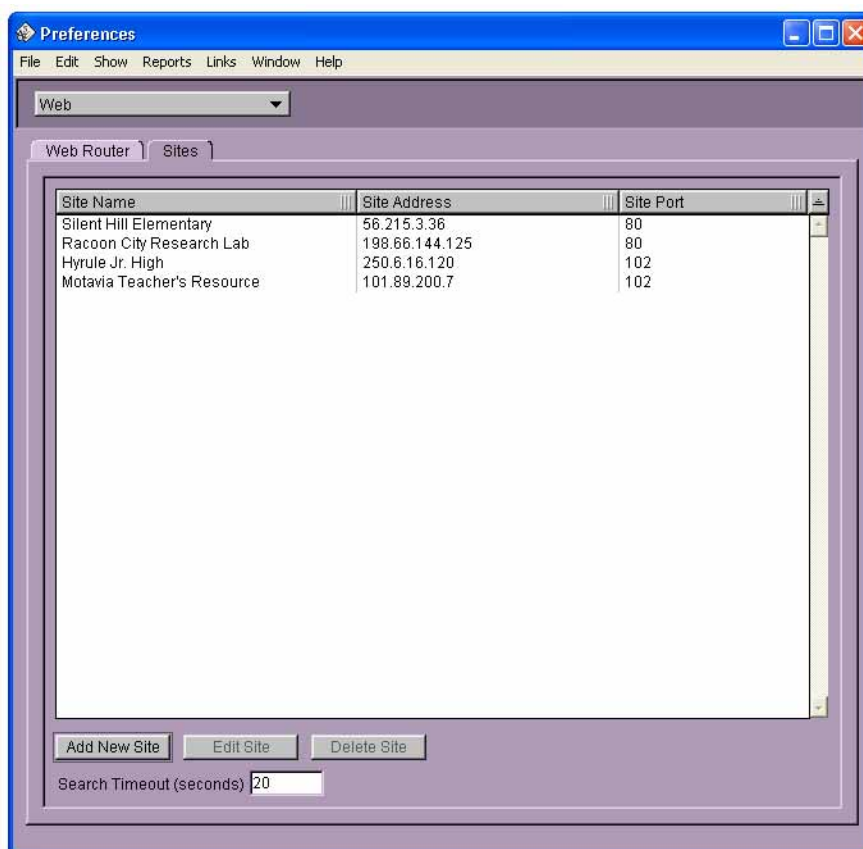 Preferences
File Edit Show Reports Links Window Help
Web
Web Router Sites
Site Name Site Address Site Port
Silent Hill Elementary 56.215.3.36 80
Racoon City Research Lab 198.66.144.125 80
Hyrule Jr. High 250.6.16.120 102
Motavia Teacher's Resource 101.89.200.7 102
Add New Site Edit Site Delete Site
Search Timeout (seconds) 20